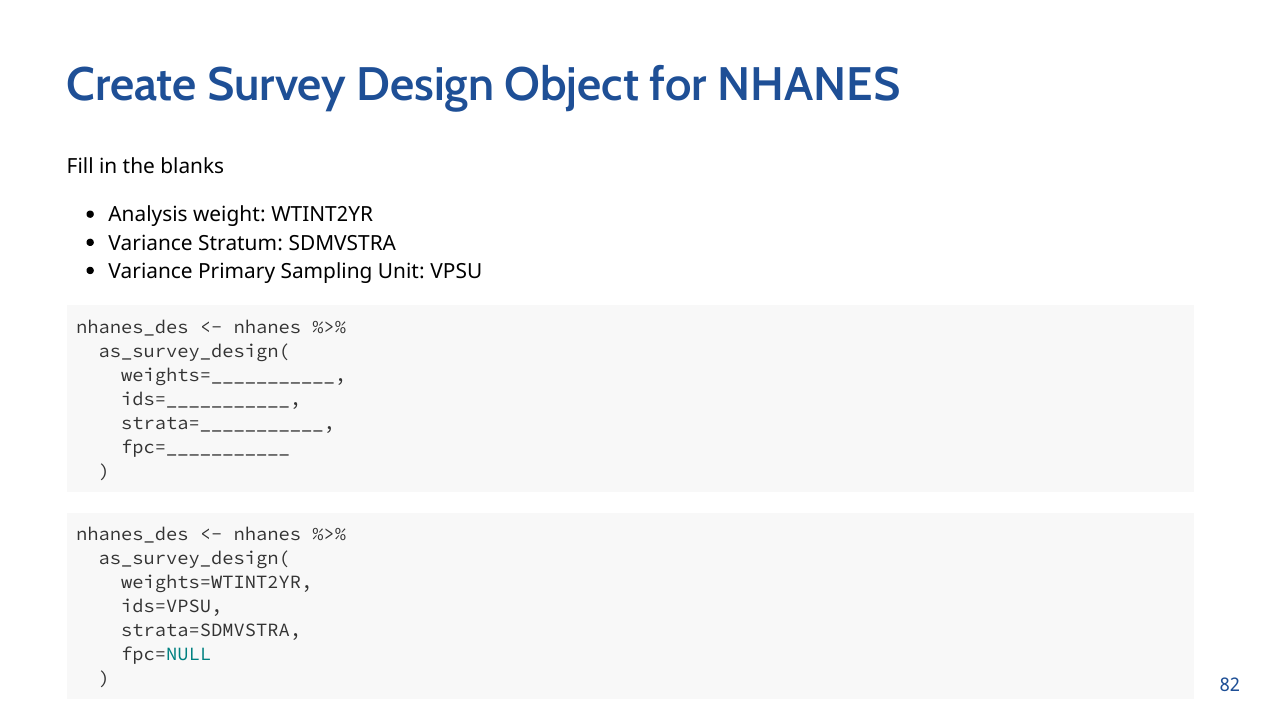 Create Survey Design Object for NHANES
Fill in the blanks
• Analysis weight: WTINT2YR
• Variance Stratum: SDMVSTRA
• Variance Primary Sampling Unit: VPSU
nhanes_des <- nhanes %>%
  as_survey_design(
    weights=___________,
    ids=___________,
    strata=___________,
    fpc=___________
  )
nhanes_des <- nhanes %>%
  as_survey_design(
    weights=WTINT2YR,
    ids=VPSU,
    strata=SDMVSTRA,
    fpc=NULL
  )
82